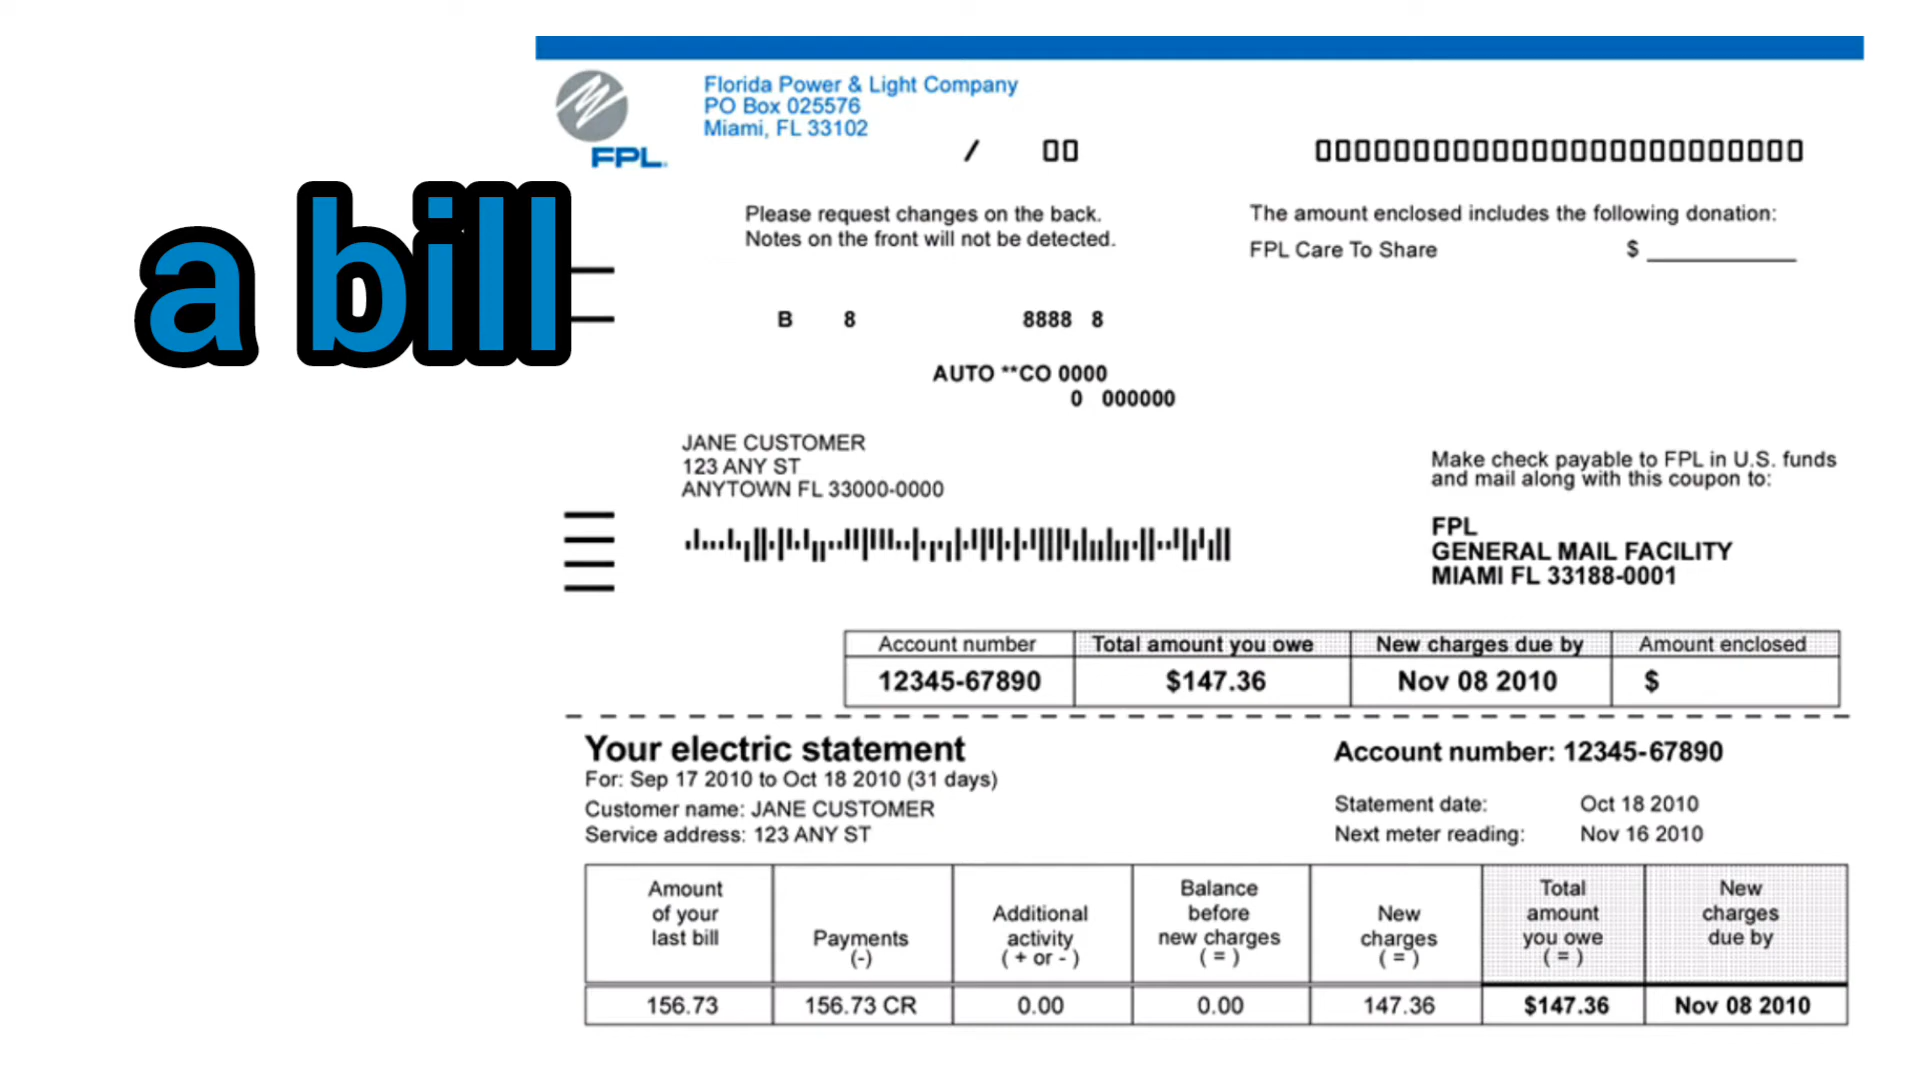 a bill
Florida Power & Light Company
PO Box 025576
Miami, FL 33102
FPL.
/ 00 0000000000000000000000000
Please request changes on the back.
Notes on the front will not be detected.
The amount enclosed includes the following donation:
FPL Care To Share $ __________
B 8 8888 8
AUTO **CO 0000
0 000000
JANE CUSTOMER
123 ANY ST
ANYTOWN FL 33000-0000
Make check payable to FPL in U.S. funds
and mail along with this coupon to:
FPL
GENERAL MAIL FACILITY
MIAMI FL 33188-0001
Account number Total amount you owe New charges due by Amount enclosed
12345-67890 $147.36 Nov 08 2010 $
Your electric statement
For: Sep 17 2010 to Oct 18 2010 (31 days)
Customer name: JANE CUSTOMER
Service address: 123 ANY ST
Account number: 12345-67890
Statement date: Oct 18 2010
Next meter reading: Nov 16 2010
Amount
of your
last bill
Payments
(-)
Additional
activity
( + or - )
Balance
before
new charges
( = )
New
charges
( = )
Total
amount
you owe
( = )
New
charges
due by
156.73 156.73 CR 0.00 0.00 147.36 $147.36 Nov 08 2010